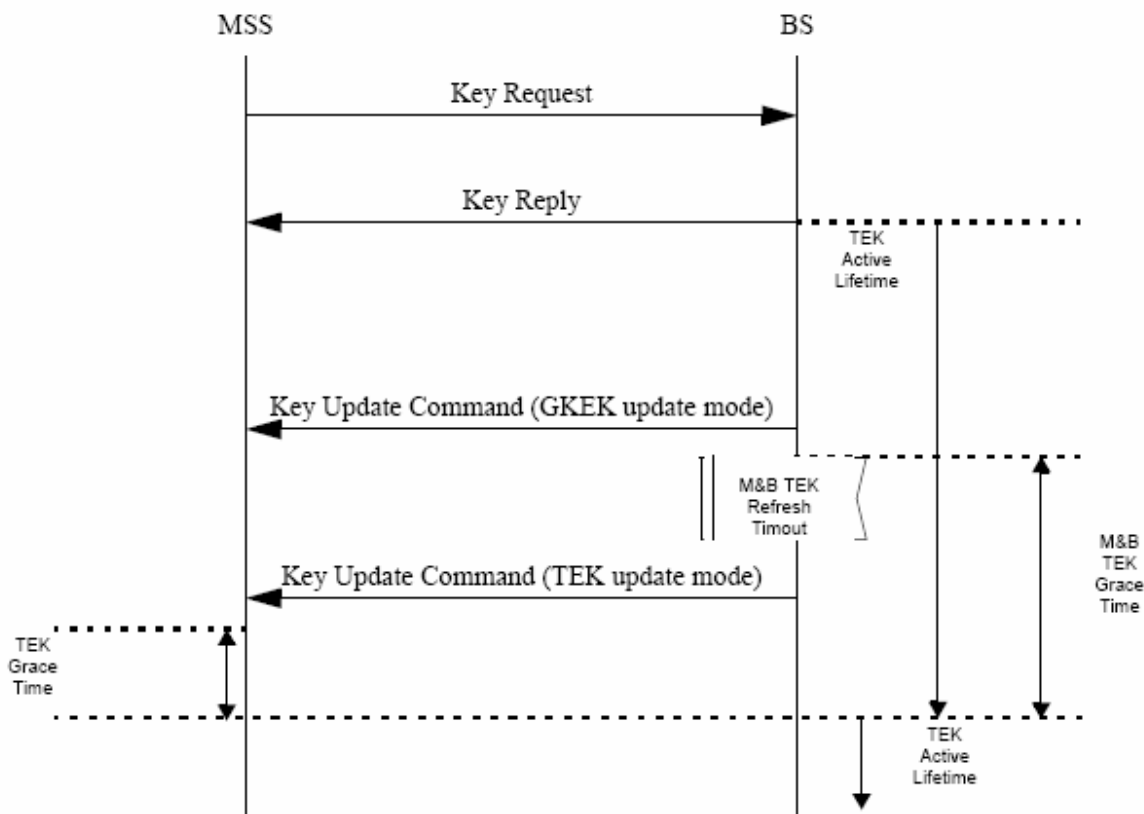 MSS
BS
Key Request
Key Reply
TEK
Active
Lifetime
Key Update Command (GKEK update mode)
M&B TEK
Refresh
Timout
M&B
TEK
Grace
Time
Key Update Command (TEK update mode)
TEK
Grace
Time
TEK
Active
Lifetime